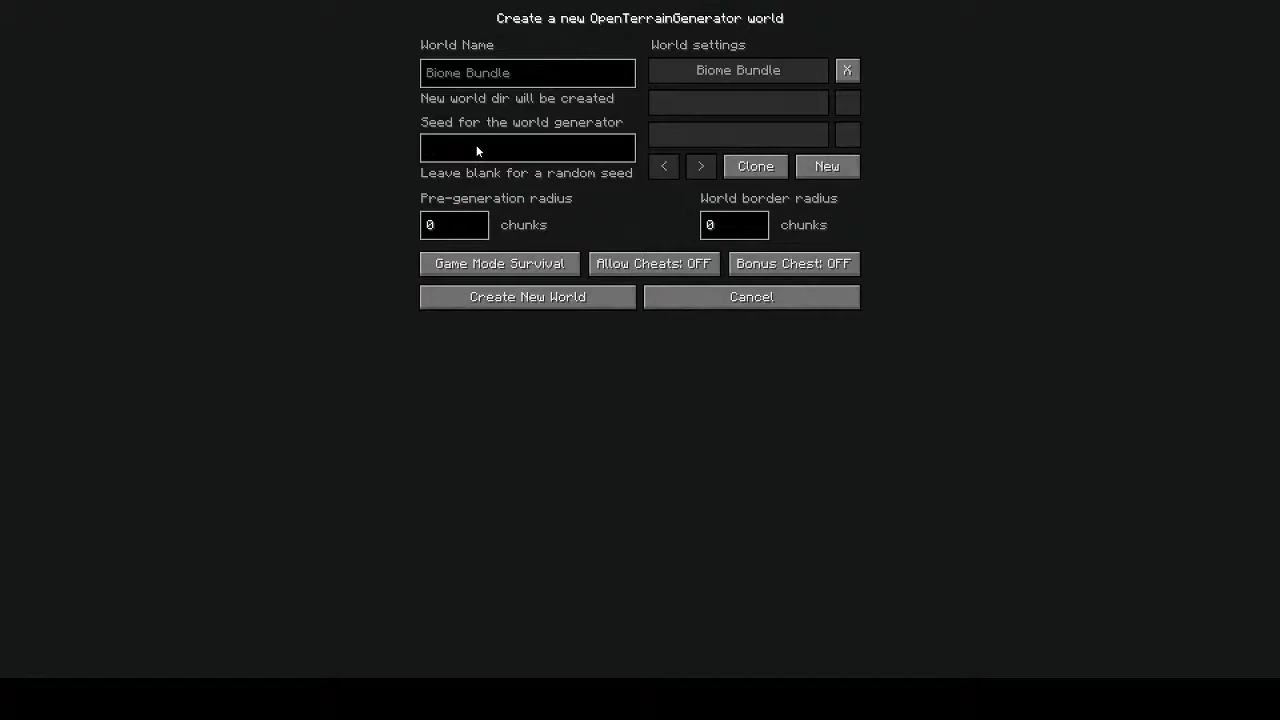 Create a new OpenTerrainGenerator world
World Name
World settings
Biome Bundle
Biome Bundle
X
New world dir will be created
Seed for the world generator
Leave blank for a random seed
< > Clone New
Pre-generation radius
World border radius
0 chunks
0 chunks
Game Mode Survival
Allow Cheats: OFF
Bonus Chest: OFF
Create New World
Cancel